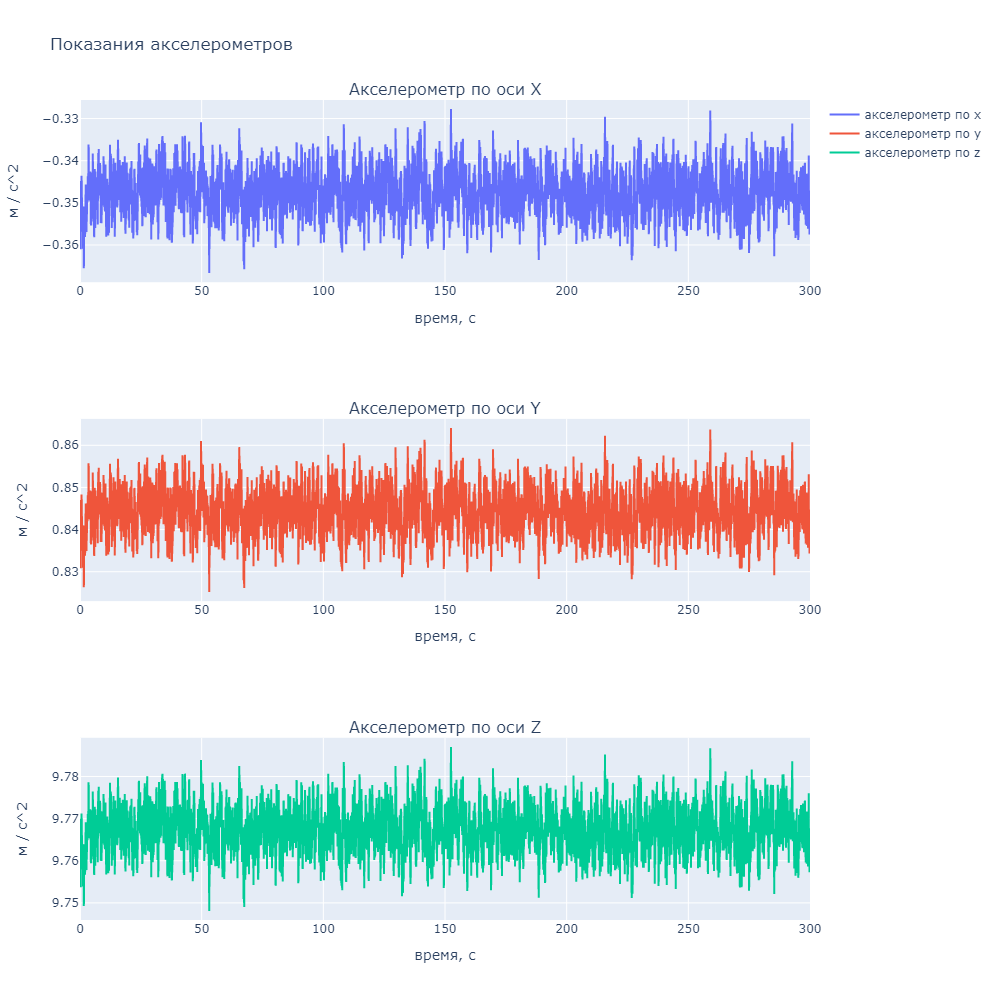 Показания акселерометров
Акселерометр по оси X
−0.33
−0.34
−0.35
−0.36
м / с^2
0 50 100 150 200 250 300
время, с
акселерометр по x
акселерометр по y
акселерометр по z
Акселерометр по оси Y
0.86
0.85
0.84
0.83
м / с^2
0 50 100 150 200 250 300
время, с
Акселерометр по оси Z
9.78
9.77
9.76
9.75
м / с^2
0 50 100 150 200 250 300
время, с